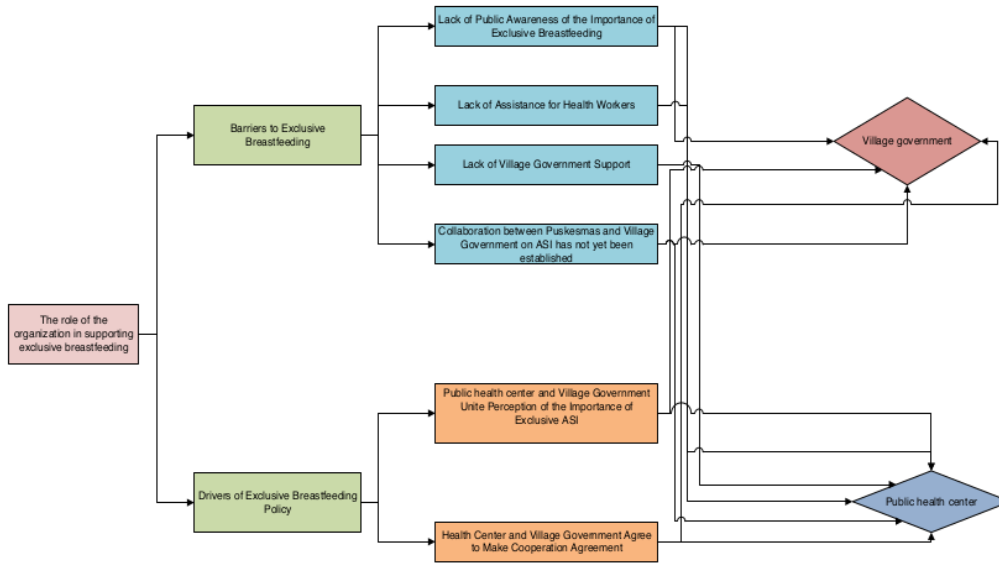 Lack of Public Awareness of the Importance of
Exclusive Breastfeeding
Lack of Assistance for Health Workers
Barriers to Exclusive
Breastfeeding
Village government
Lack of Village Government Support
Collaboration between Puskesmas and Village
Government on ASI has not yet been
established
The role of the
organization in supporting
exclusive breastfeeding
Public health center and Village Government
Unite Perception of the Importance of
Exclusive ASI
Drivers of Exclusive Breastfeeding
Policy
Public health center
Health Center and Village Government Agree
to Make Cooperation Agreement